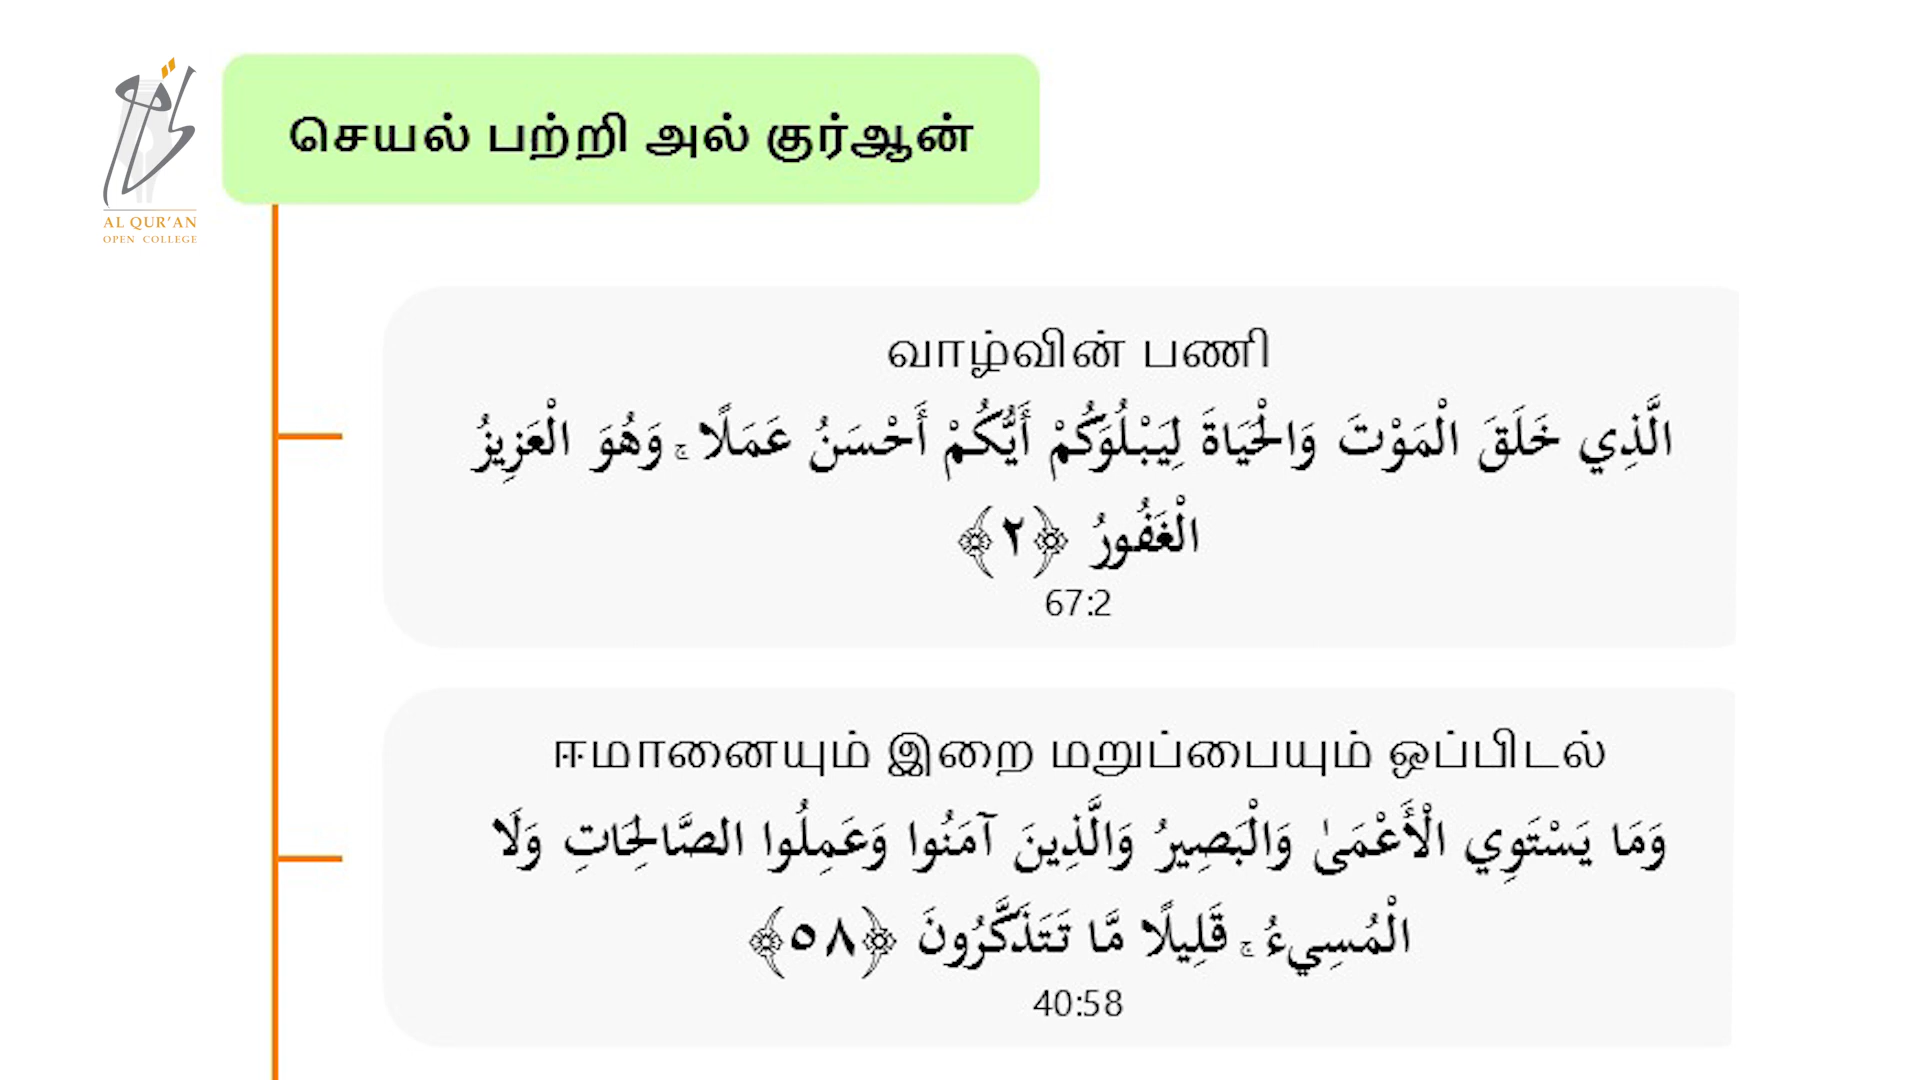 AL QUR'AN
OPEN COLLEGE
செயல் பற்றி அல் குர்ஆன்
வாழ்வின் பணி
الَّذِي خَلَقَ الْمَوْتَ وَالْحَيَاةَ لِيَبْلُوَكُمْ أَيُّكُمْ أَحْسَنُ عَمَلًا ۚ وَهُوَ الْعَزِيزُ
الْغَفُورُ ﴿٢﴾
67:2
ஈமானையும் இறை மறுப்பையும் ஒப்பிடல்
وَمَا يَسْتَوِي الْأَعْمَىٰ وَالْبَصِيرُ وَالَّذِينَ آمَنُوا وَعَمِلُوا الصَّالِحَاتِ وَلَا
الْمُسِيءُ ۚ قَلِيلًا مَّا تَتَذَكَّرُونَ ﴿٥٨﴾
40:58